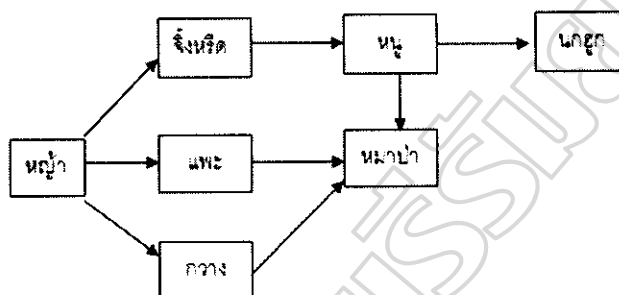 จิ้งหรีด
หนู
นกฮูก
หญ้า
แพะ
หมาป่า
กวาง